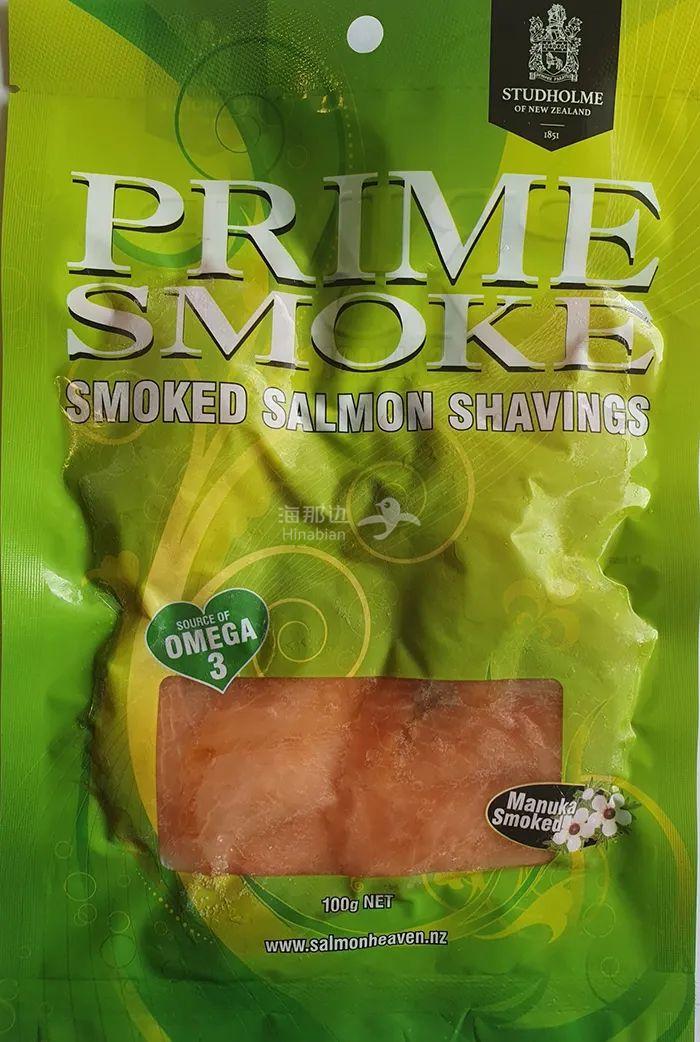 STUDHOLME
OF NEW ZEALAND
1851
PRIME
SMOKE
SMOKED SALMON SHAVINGS
海那边
Hinabian
SOURCE OF
OMEGA
3
Manuka
Smoked
100g NET
www.salmonheaven.nz